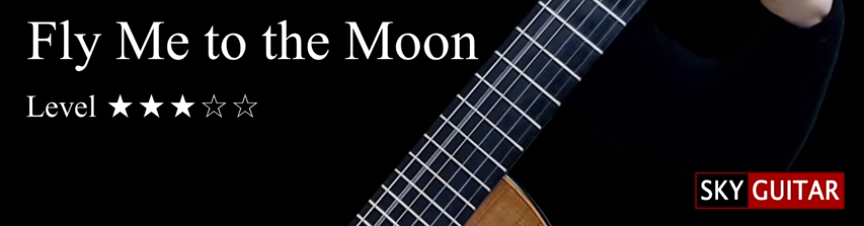 Fly Me to the Moon
Level ★★★☆☆
SKY GUITAR